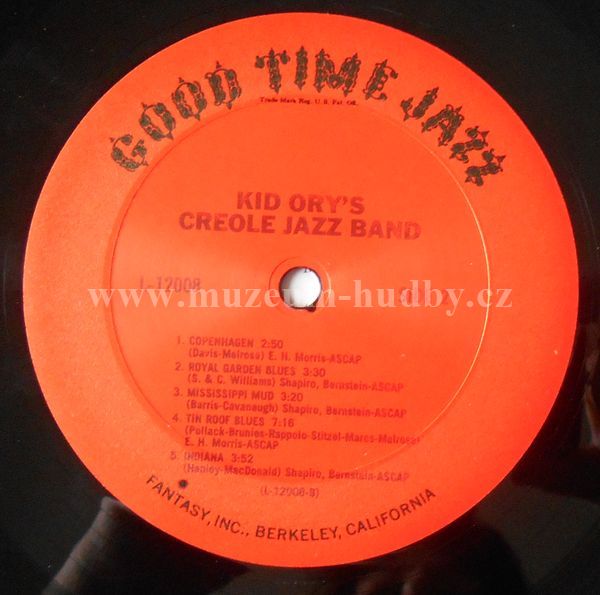 GOOD TIME JAZZ
Trade Mark Reg. U.S. Pat. Off.
KID ORY'S
CREOLE JAZZ BAND
L-12008
www.muzeum-hudby.cz
1. COPENHAGEN 2:50
(Davis-Melrose) E. H. Morris-ASCAP
2. ROYAL GARDEN BLUES 3:30
(S. & C. Williams) Shapiro, Bernstein-ASCAP
3. MISSISSIPPI MUD 3:20
(Barris-Cavanaugh) Shapiro, Bernstein-ASCAP
4. TIN ROOF BLUES 7:16
(Pollack-Brunies-Rappolo-Stitzel-Mares-Melrose)
E. H. Morris-ASCAP
5. INDIANA 3:52
(Hanley-MacDonald) Shapiro, Bernstein-ASCAP
(L-12008-B)
FANTASY, INC., BERKELEY, CALIFORNIA